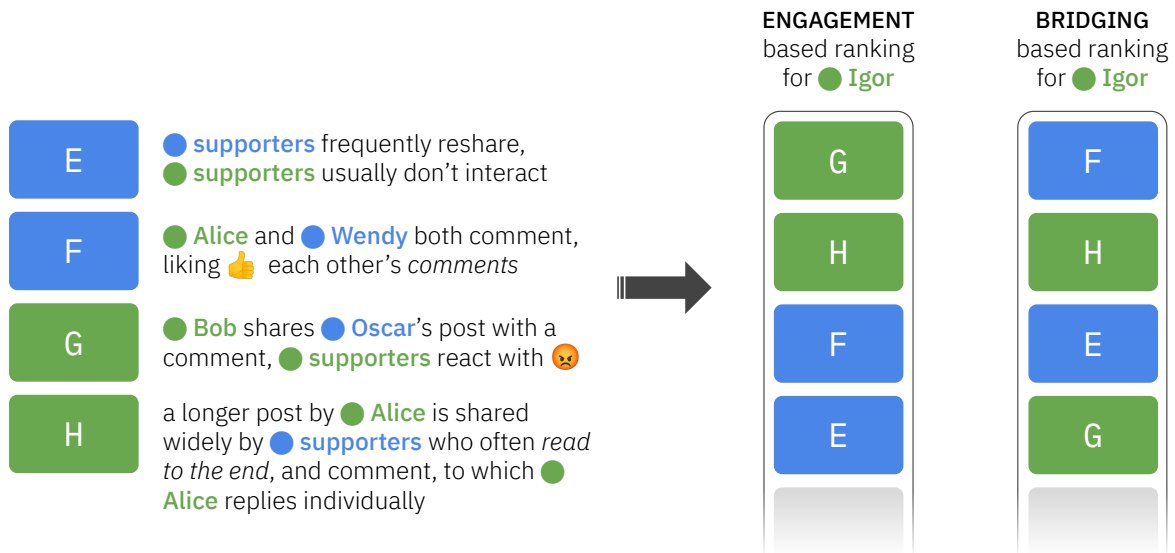 ENGAGEMENT
based ranking
for Igor
BRIDGING
based ranking
for Igor
E
supporters frequently reshare,
supporters usually don't interact
F
Alice and Wendy both comment,
liking 👍 each other's comments
G
Bob shares Oscar's post with a
comment, supporters react with 😡
H
a longer post by Alice is shared
widely by supporters who often read
to the end, and comment, to which
Alice replies individually
G
H
F
E
F
H
E
G